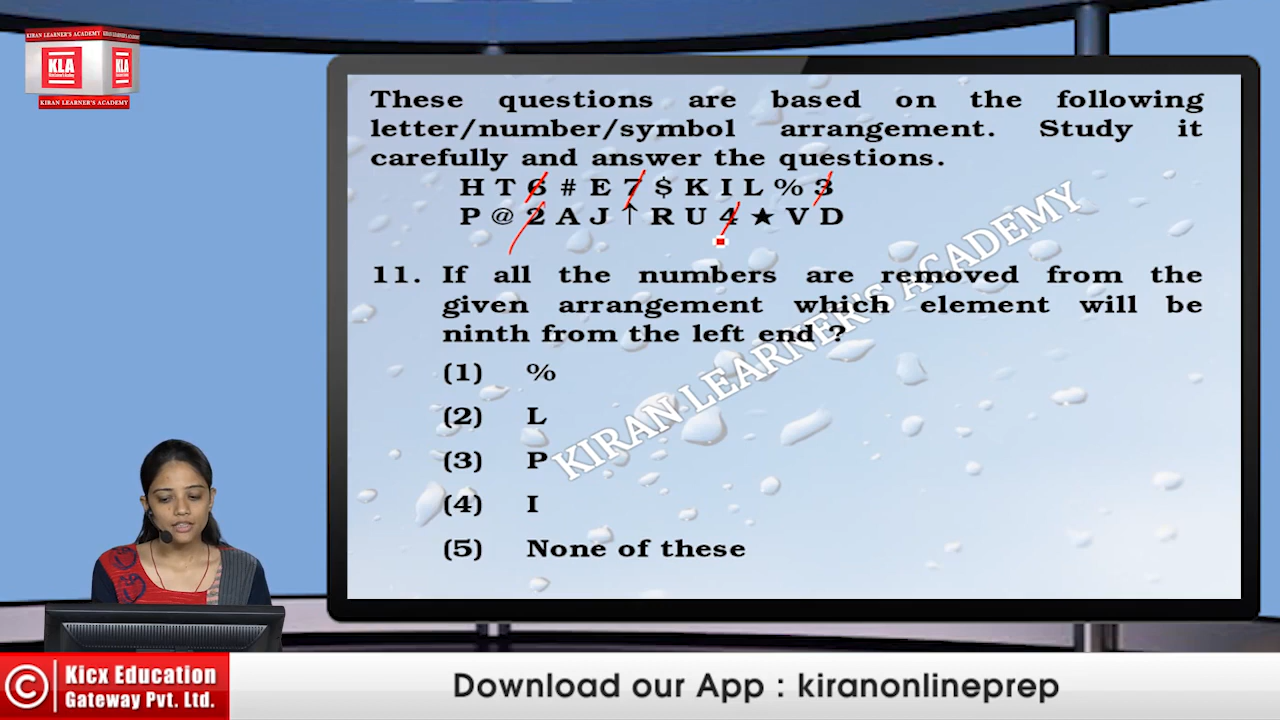 KIRAN LEARNER'S ACADEMY
KLA
KLA
KIRAN LEARNER'S ACADEMY
These questions are based on the following
letter/number/symbol arrangement. Study it
carefully and answer the questions.
H T 6 # E 7 $ K I L % 3
P @ 2 A J ↑ R U 4 ★ V D
11. If all the numbers are removed from the
given arrangement which element will be
ninth from the left end ?
(1) %
(2) L
(3) P
(4) I
(5) None of these
KIRAN LEARNER'S ACADEMY
© Kicx Education
Gateway Pvt. Ltd.
Download our App : kiranonlineprep